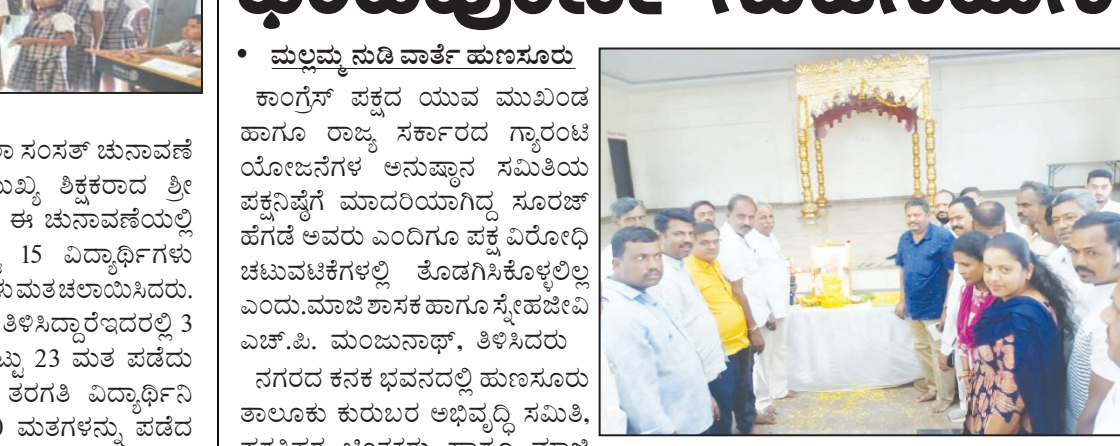 ಾ ಸಂಸತ್ ಚುನಾವಣೆ
ಶಿಕ್ಷಕರಾದ ಶ್ರೀ
ಈ ಚುನಾವಣೆಯಲ್ಲಿ
15 ವಿದ್ಯಾರ್ಥಿಗಳು
ಮತಚಲಾಯಿಸಿದರು.
ತಿಳಿಸಿದ್ದಾರೆಇದರಲ್ಲಿ 3
23 ಮತ ಪಡೆದು
ತರಗತಿ ವಿದ್ಯಾರ್ಥಿನಿ
ಮತಗಳನ್ನು ಪಡೆದ
• ಮಲ್ಲಮ್ಮ ನುಡಿ ವಾರ್ತೆ ಹುಣಸೂರು
ಕಾಂಗ್ರೆಸ್ ಪಕ್ಷದ ಯುವ ಮುಖಂಡ
ಹಾಗೂ ರಾಜ್ಯ ಸರ್ಕಾರದ ಗ್ಯಾರಂಟಿ
ಯೋಜನೆಗಳ ಅನುಷ್ಠಾನ ಸಮಿತಿಯ
ಪಕ್ಷನಿಷ್ಠೆಗೆ ಮಾದರಿಯಾಗಿದ್ದ ಸೂರಜ್
ಹೆಗಡೆ ಅವರು ಎಂದಿಗೂ ಪಕ್ಷ ವಿರೋಧಿ
ಚಟುವಟಿಕೆಗಳಲ್ಲಿ ತೊಡಗಿಸಿಕೊಳ್ಳಲಿಲ್ಲ
ಎಂದು.ಮಾಜಿ ಶಾಸಕ ಹಾಗೂ ಸ್ನೇಹಜೀವಿ
ಎಚ್.ಪಿ. ಮಂಜುನಾಥ್, ತಿಳಿಸಿದರು
ನಗರದ ಕನಕ ಭವನದಲ್ಲಿ ಹುಣಸೂರು
ತಾಲೂಕು ಕುರುಬರ ಅಭಿವೃದ್ಧಿ ಸಮಿತಿ,